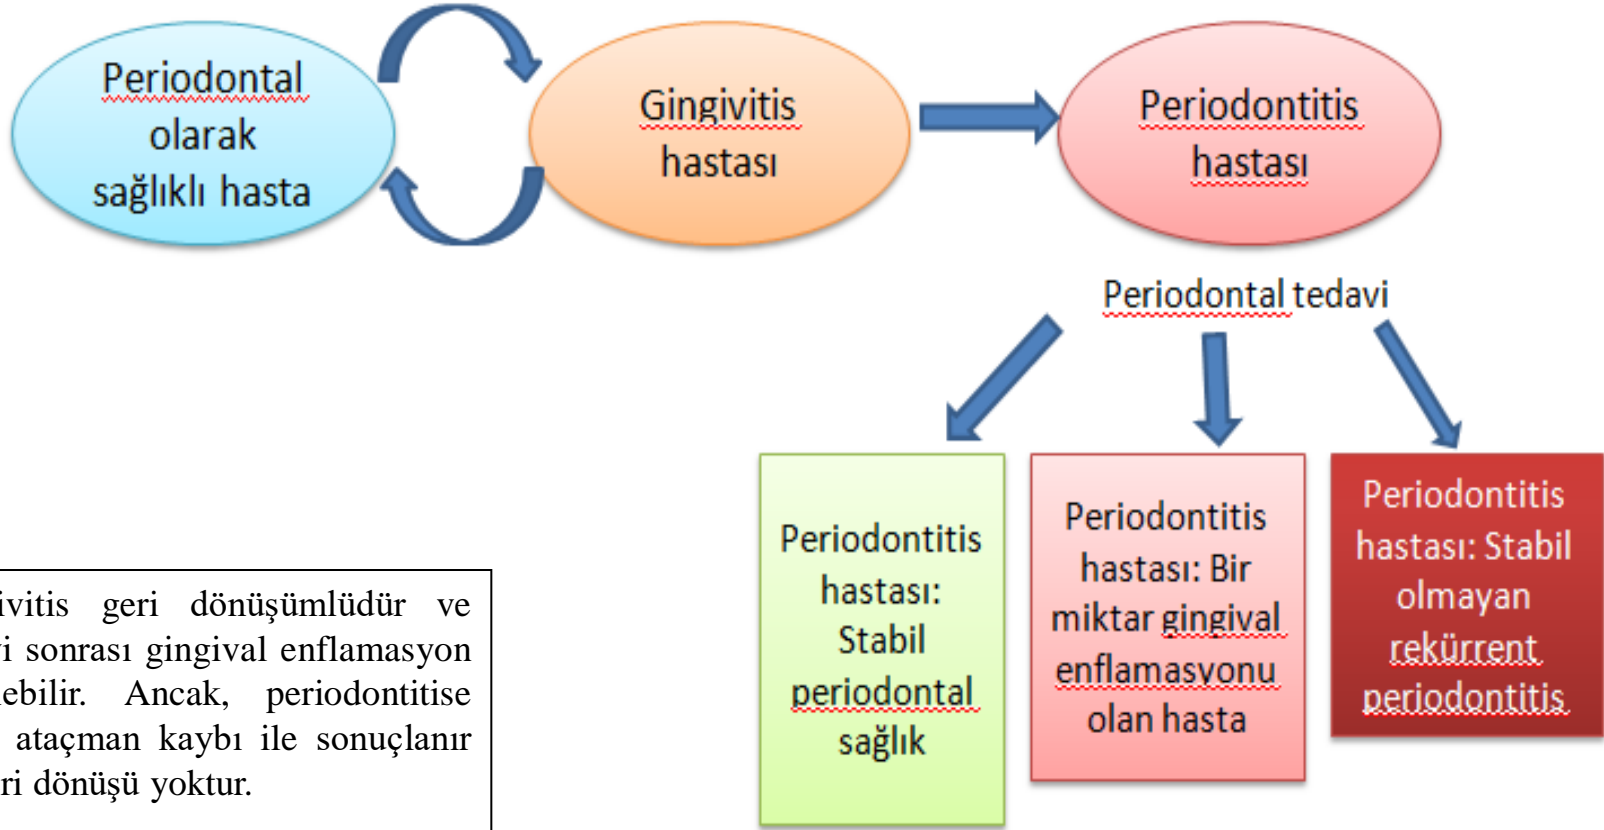 Periodontal
olarak
sağlıklı hasta
Gingivitis
hastası
Periodontitis
hastası
Periodontal tedavi
Periodontitis
hastası:
Stabil
periodontal
sağlık
Periodontitis
hastası: Bir
miktar gingival
enflamasyonu
olan hasta
Periodontitis
hastası: Stabil
olmayan
rekürrent
periodontitis
geri dönüşümlüdür ve
sonrası gingival enflamasyon
Ancak, periodontitise
ataçman kaybı ile sonuçlanır
dönüşü yoktur.